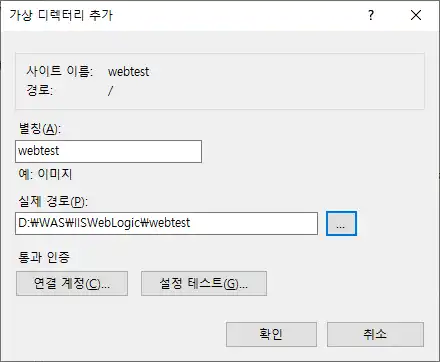 가상 디렉터리 추가
?
사이트 이름: webtest
경로: /
별칭(A):
webtest
예: 이미지
실제 경로(P):
D:₩WAS₩IISWebLogic₩webtest
...
통과 인증
연결 계정(C)... 설정 테스트(G)...
확인 취소